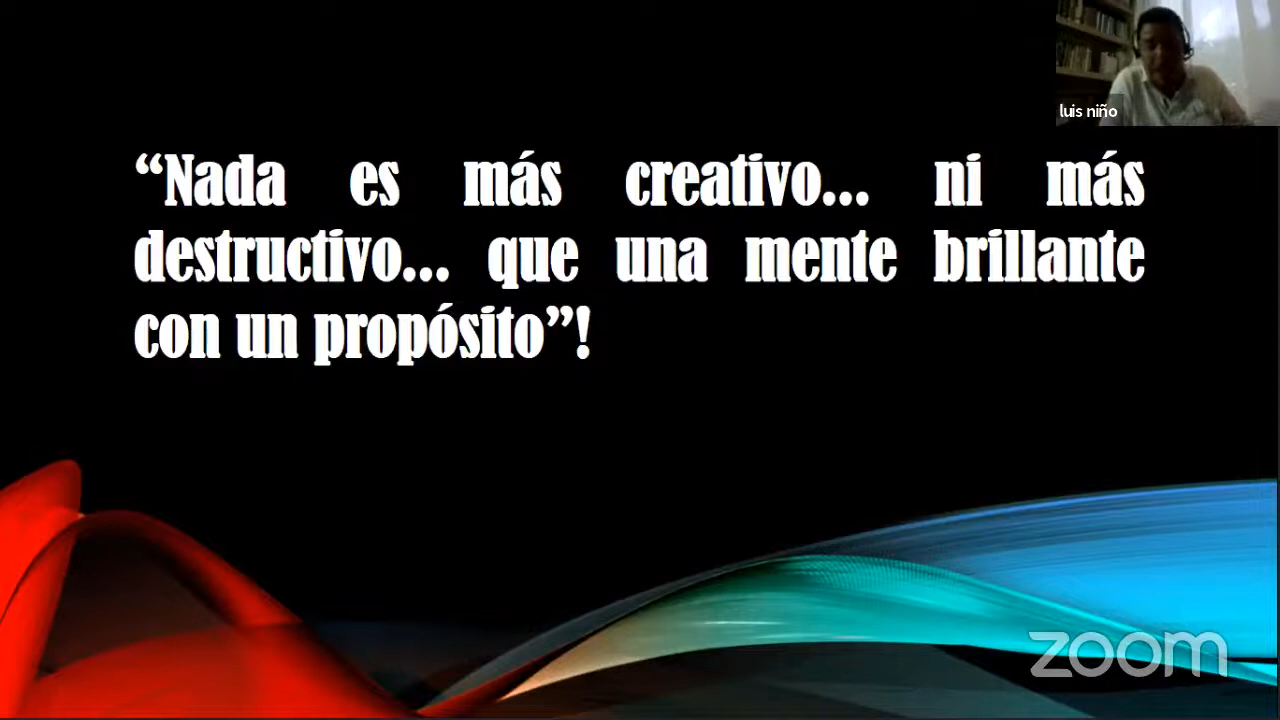 luis niño
“Nada es más creativo... ni más
destructivo... que una mente brillante
con un propósito”!
zoom